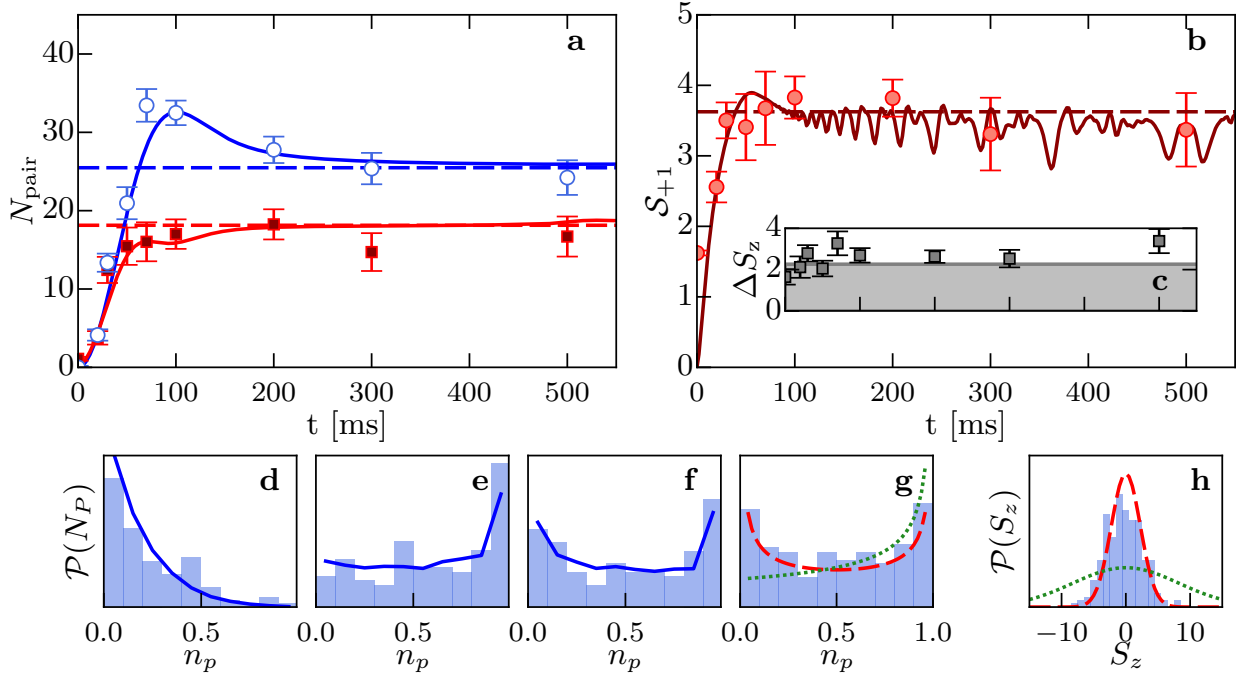 a
40
30
20
10
0
N_pair
0 100 200 300 400 500
t [ms]
b
5
4
3
2
1
0
𝒮₊₁
0 100 200 300 400 500
t [ms]
c
4
2
0
ΔS_z
d e f g h
𝒫(N_P)
𝒫(S_z)
0.0 0.5 0.0 0.5 0.0 0.5 0.0 0.5 1.0 −10 0 10
n_p n_p n_p n_p S_z